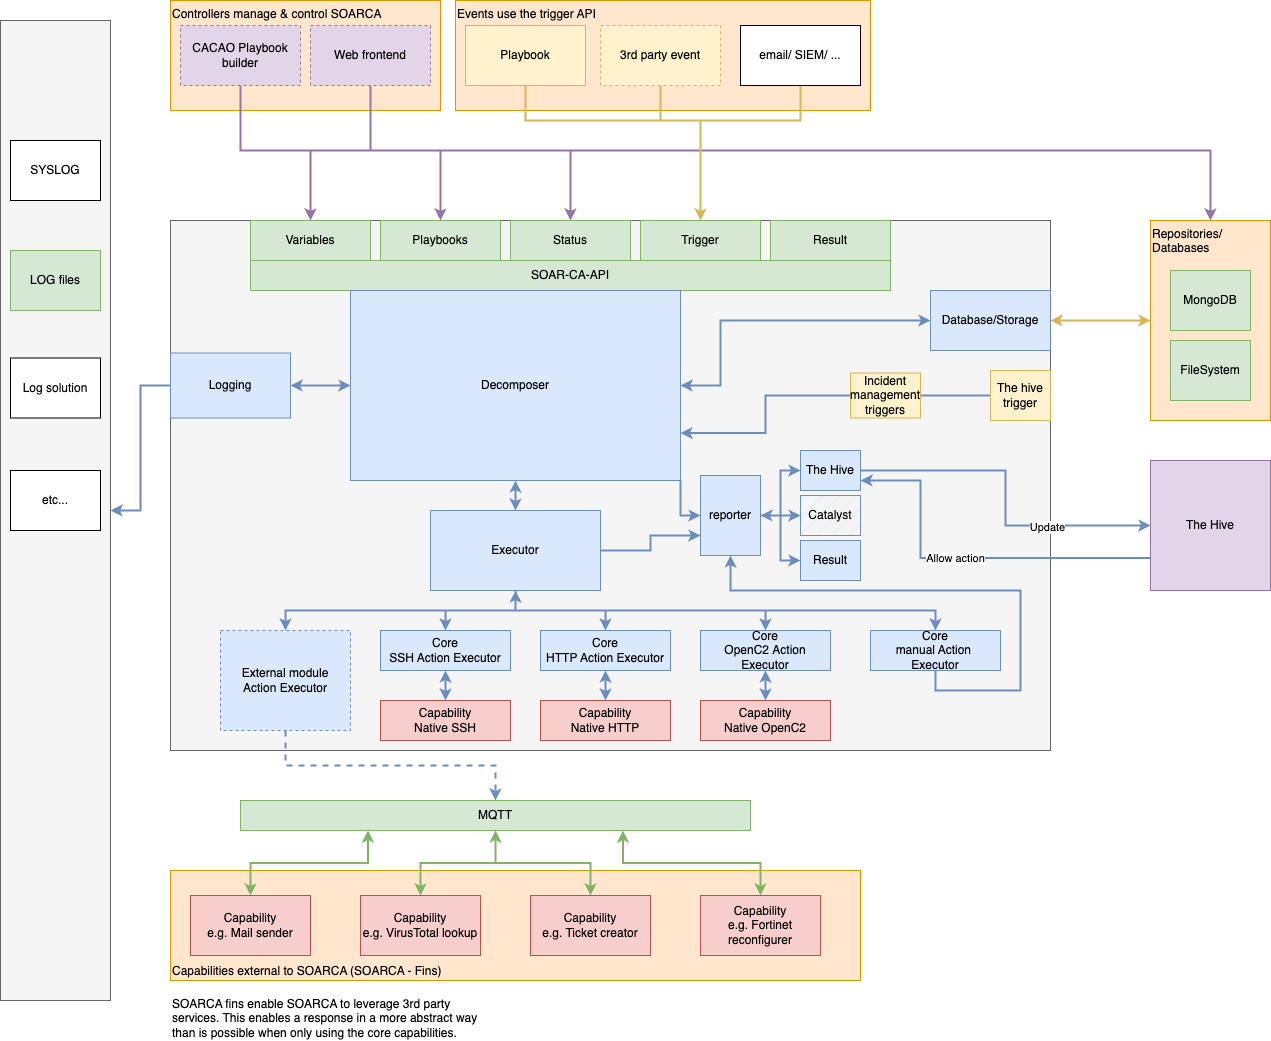 Controllers manage & control SOARCA
Events use the trigger API
CACAO Playbook
builder
Web frontend
Playbook
3rd party event
email/ SIEM/ ...
SYSLOG
LOG files
Log solution
etc...
Variables
Playbooks
Status
Trigger
Result
SOAR-CA-API
Repositories/
Databases
MongoDB
FileSystem
Logging
Decomposer
Database/Storage
Incident
management
triggers
The hive
trigger
reporter
The Hive
Catalyst
Result
Update
Allow action
The Hive
Executor
External module
Action Executor
Core
SSH Action Executor
Core
HTTP Action Executor
Core
OpenC2 Action
Executor
Core
manual Action
Executor
Capability
Native SSH
Capability
Native HTTP
Capability
Native OpenC2
MQTT
Capability
e.g. Mail sender
Capability
e.g. VirusTotal lookup
Capability
e.g. Ticket creator
Capability
e.g. Fortinet
reconfigurer
Capabilities external to SOARCA (SOARCA - Fins)
SOARCA fins enable SOARCA to leverage 3rd party
services. This enables a response in a more abstract way
than is possible when only using the core capabilities.